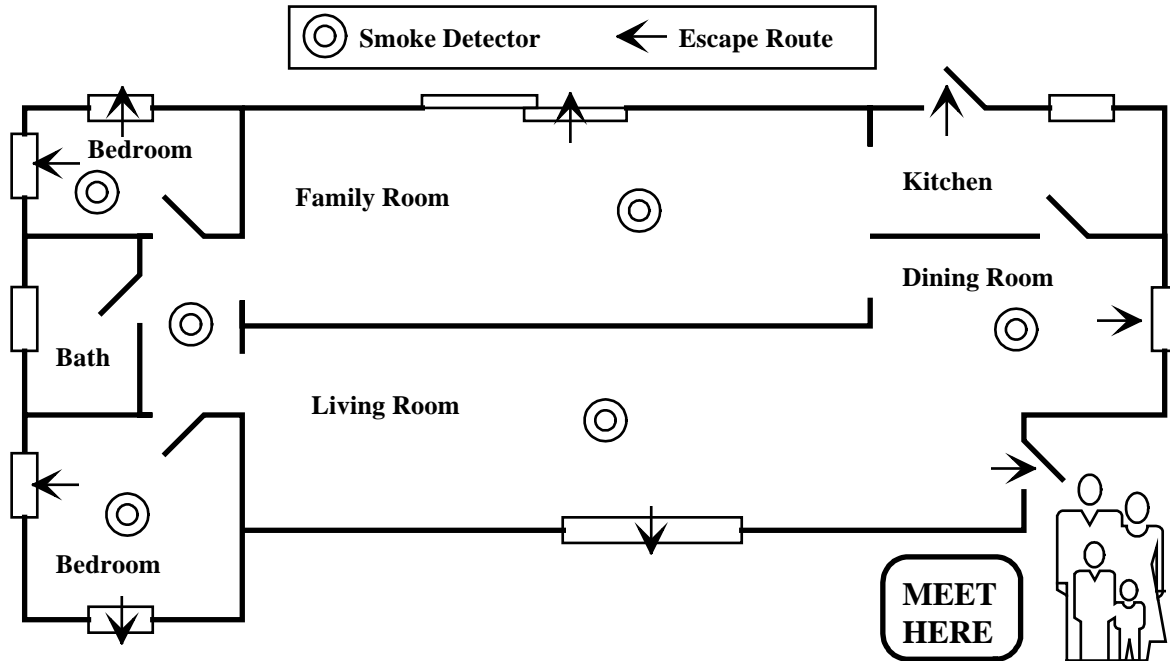 Smoke Detector
Escape Route
Bedroom
Family Room
Kitchen
Dining Room
Bath
Living Room
Bedroom
MEET
HERE